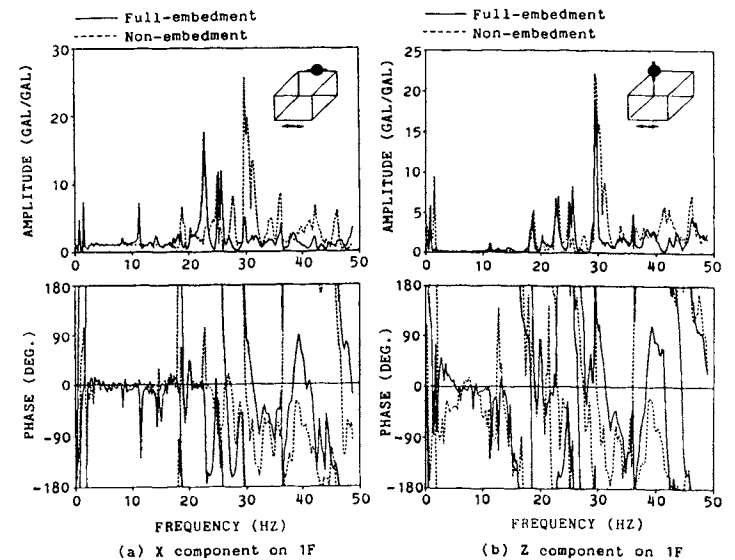 Full-embedment
Non-embedment
Full-embedment
Non-embedment
AMPLITUDE (GAL/GAL)
30
20
10
0
0 10 20 30 40 50
AMPLITUDE (GAL/GAL)
25
20
15
10
5
0
0 10 20 30 40 50
PHASE (DEG.)
180
90
0
-90
-180
0 10 20 30 40 50
FREQUENCY (HZ)
(a) X component on 1F
PHASE (DEG.)
180
90
0
-90
-180
0 10 20 30 40 50
FREQUENCY (HZ)
(b) Z component on 1F